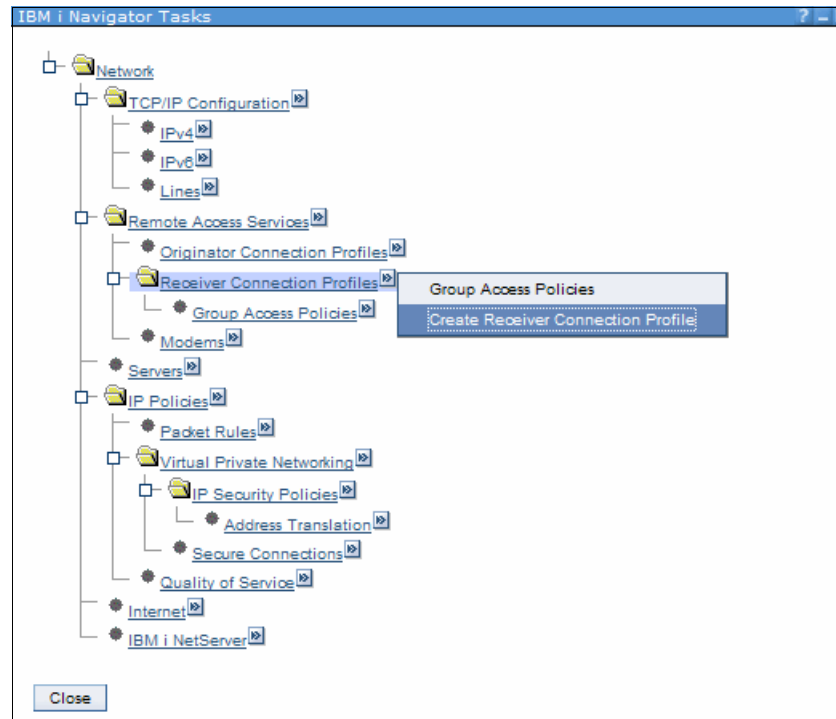 IBM i Navigator Tasks
Network
TCP/IP Configuration
IPv4
IPv6
Lines
Remote Access Services
Originator Connection Profiles
Receiver Connection Profiles
Group Access Policies
Create Receiver Connection Profile
Group Access Policies
Modems
Servers
IP Policies
Packet Rules
Virtual Private Networking
IP Security Policies
Address Translation
Secure Connections
Quality of Service
Internet
IBM i NetServer
Close